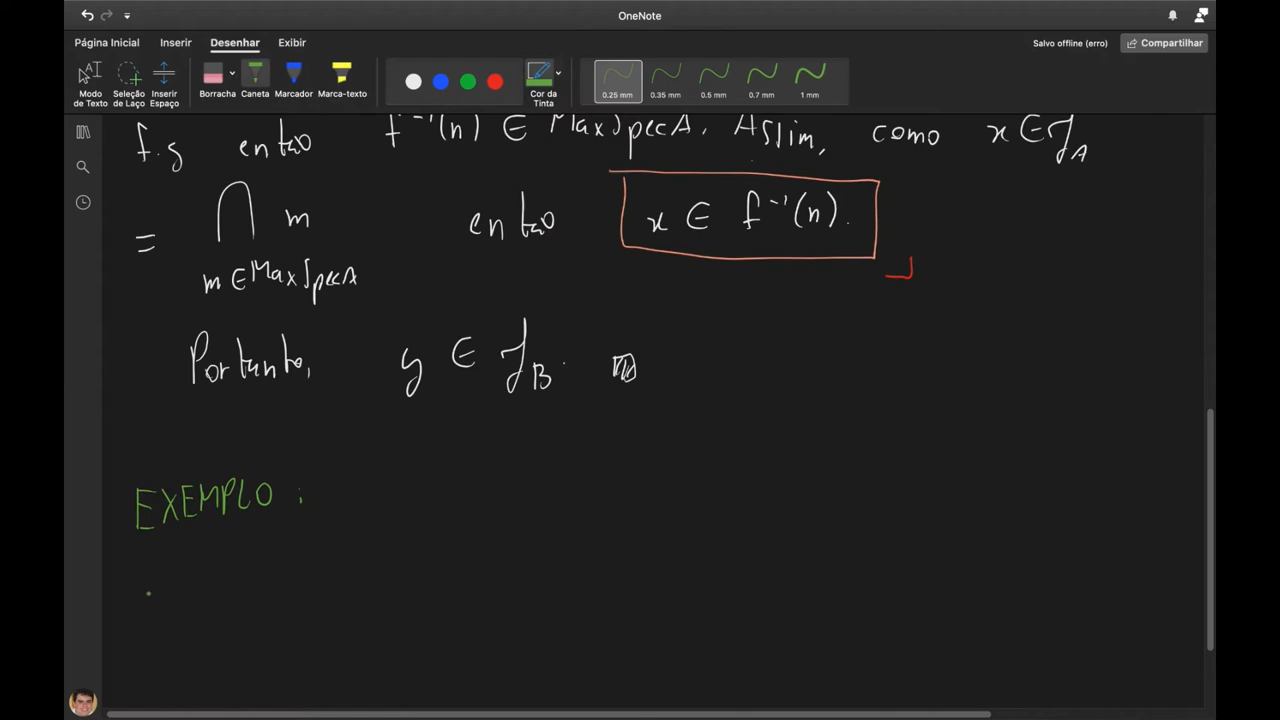 OneNote
Página Inicial Inserir Desenhar Exibir Salvo offline (erro) Compartilhar
Modo de Texto Seleção de Laço Inserir Espaço Borracha Caneta Marcador Marca-texto Cor da Tinta 0.25 mm 0.35 mm 0.5 mm 0.7 mm 1 mm
f.g então f⁻¹(n) ∈ MaxSpecA. Assim, como x ∈ J_A
= ⋂ m então x ∈ f⁻¹(n).
m ∈ MaxSpecA
Portanto, y ∈ J_B.
EXEMPLO :